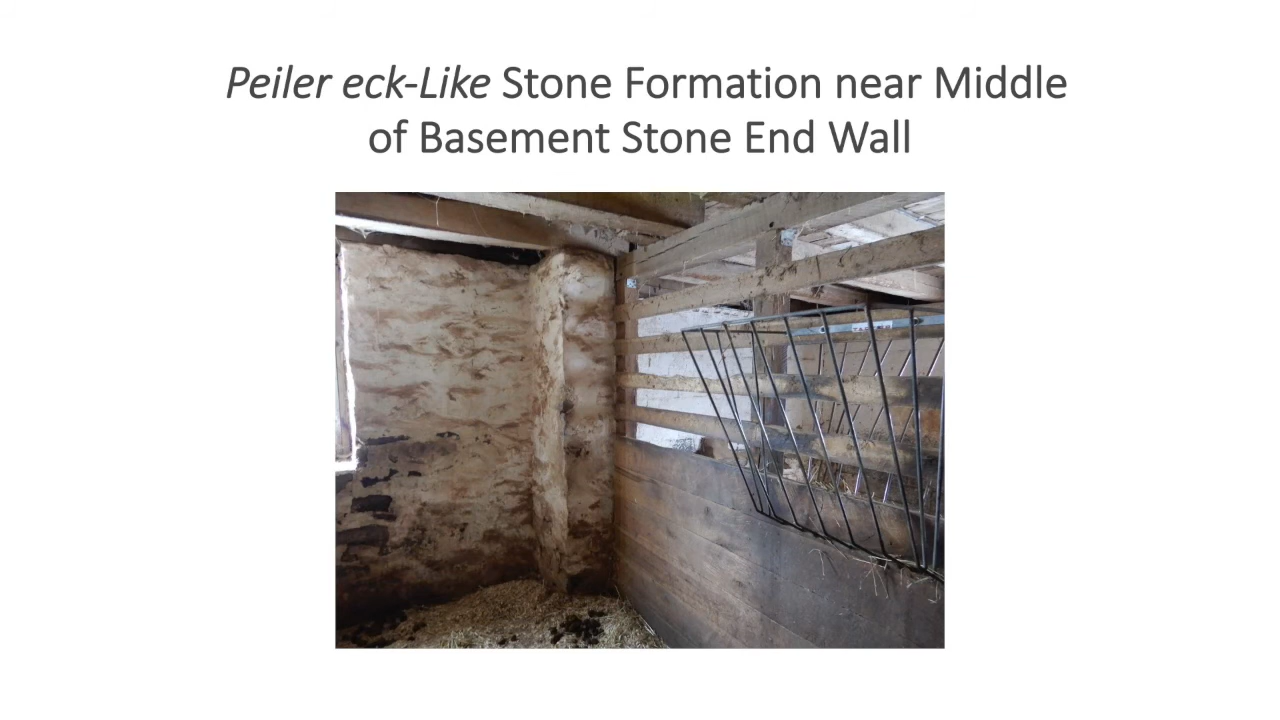 Peiler eck-Like Stone Formation near Middle
of Basement Stone End Wall